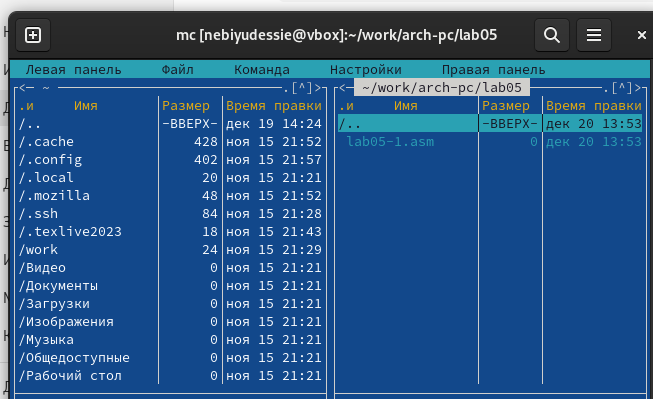 mc [nebiyudessie@vbox]:~/work/arch-pc/lab05
Левая панель Файл Команда Настройки Правая панель
<─ ~ .[^]>
.и Имя Размер Время правки
/.. -ВВЕРХ- дек 19 14:24
/.cache 428 ноя 15 21:52
/.config 402 ноя 15 21:57
/.local 20 ноя 15 21:21
/.mozilla 48 ноя 15 21:52
/.ssh 84 ноя 15 21:28
/.texlive2023 18 ноя 15 21:43
/work 24 ноя 15 21:29
/Видео 0 ноя 15 21:21
/Документы 0 ноя 15 21:21
/Загрузки 0 ноя 15 21:21
/Изображения 0 ноя 15 21:21
/Музыка 0 ноя 15 21:21
/Общедоступные 0 ноя 15 21:21
/Рабочий стол 0 ноя 15 21:21
<─ ~/work/arch-pc/lab05 .[^]>
.и Имя Размер Время правки
/.. -ВВЕРХ- дек 20 13:53
lab05-1.asm 0 дек 20 13:53